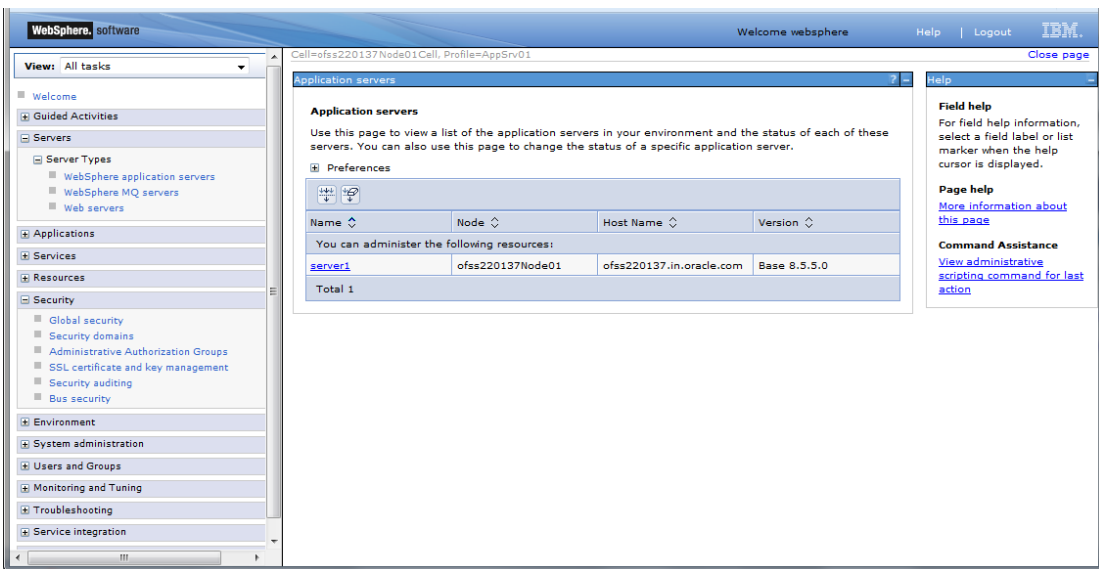 WebSphere. software
Welcome websphere
Help | Logout
IBM.
View: All tasks
Welcome
Guided Activities
Servers
Server Types
WebSphere application servers
WebSphere MQ servers
Web servers
Applications
Services
Resources
Security
Global security
Security domains
Administrative Authorization Groups
SSL certificate and key management
Security auditing
Bus security
Environment
System administration
Users and Groups
Monitoring and Tuning
Troubleshooting
Service integration
Cell=ofss220137Node01Cell, Profile=AppSrv01
Close page
Application servers
? –
Application servers
Use this page to view a list of the application servers in your environment and the status of each of these
servers. You can also use this page to change the status of a specific application server.
Preferences
Name Node Host Name Version
You can administer the following resources:
server1 ofss220137Node01 ofss220137.in.oracle.com Base 8.5.5.0
Total 1
Help
Field help
For field help information,
select a field label or list
marker when the help
cursor is displayed.
Page help
More information about
this page
Command Assistance
View administrative
scripting command for last
action